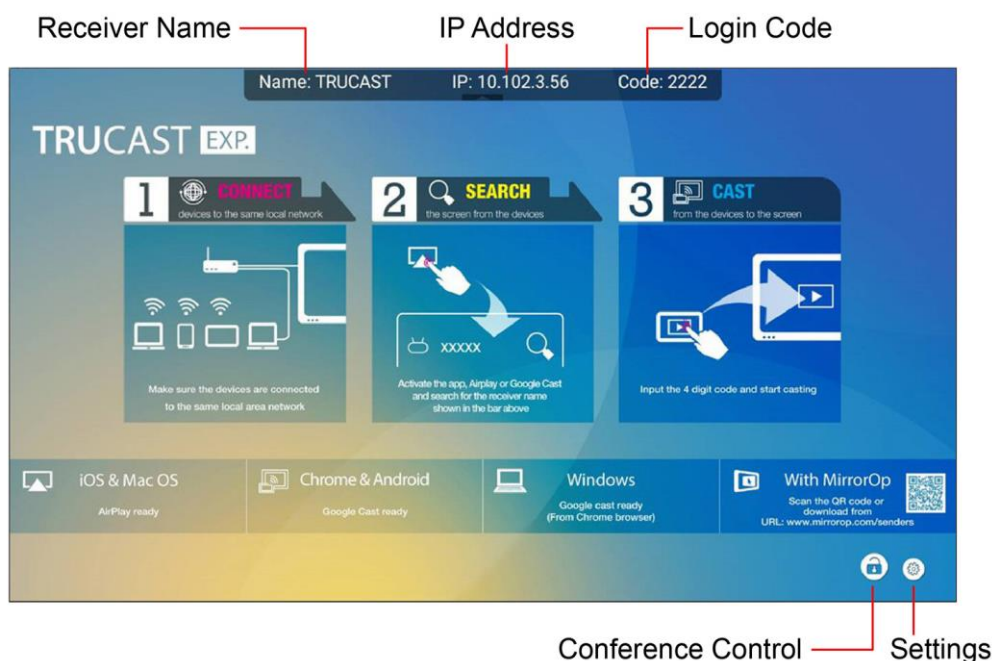 Receiver Name
IP Address
Login Code
Name: TRUCAST
IP: 10.102.3.56
Code: 2222
TRUCAST EXP.
1
CONNECT
devices to the same local network
2
SEARCH
the screen from the devices
3
CAST
from the devices to the screen
Make sure the devices are connected
to the same local area network
xxxxx
Activate the app, Airplay or Google Cast
and search for the receiver name
shown in the bar above
Input the 4 digit code and start casting
iOS & Mac OS
AirPlay ready
Chrome & Android
Google Cast ready
Windows
Google cast ready
(From Chrome browser)
With MirrorOp
Scan the QR code or
download from
URL: www.mirrorop.com/senders
Conference Control
Settings